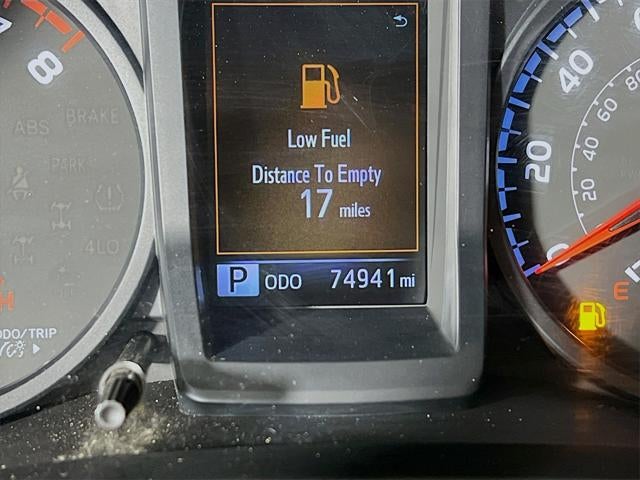 8
ABS
BRAKE
PARK
4LO
H
ODO/TRIP
Low Fuel
Distance To Empty
17 miles
P ODO 74941 mi
40
20
0
80
60
40
20
E